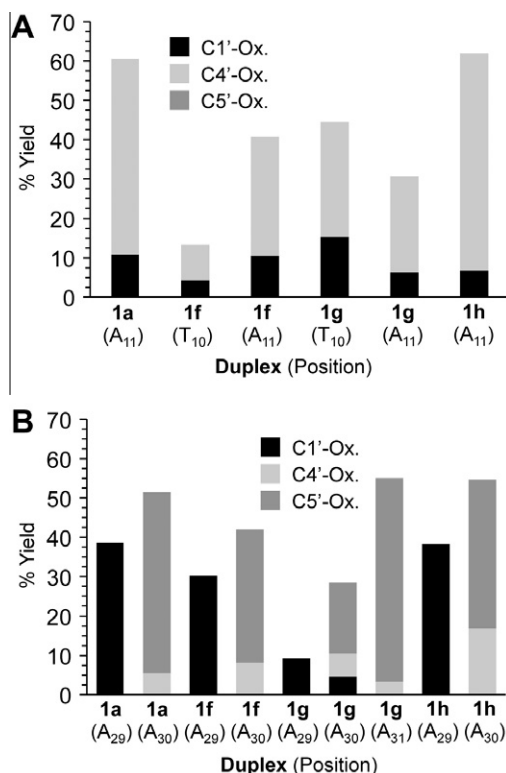 A
% Yield
70
60
50
40
30
20
10
0
C1'-Ox.
C4'-Ox.
C5'-Ox.
1a 1f 1f 1g 1g 1h
(A₁₁) (T₁₀) (A₁₁) (T₁₀) (A₁₁) (A₁₁)
Duplex (Position)
B
% Yield
70
60
50
40
30
20
10
0
C1'-Ox.
C4'-Ox.
C5'-Ox.
1a 1a 1f 1f 1g 1g 1g 1h 1h
(A₂₉) (A₃₀) (A₂₉) (A₃₀) (A₂₉) (A₃₀) (A₃₁) (A₂₉) (A₃₀)
Duplex (Position)